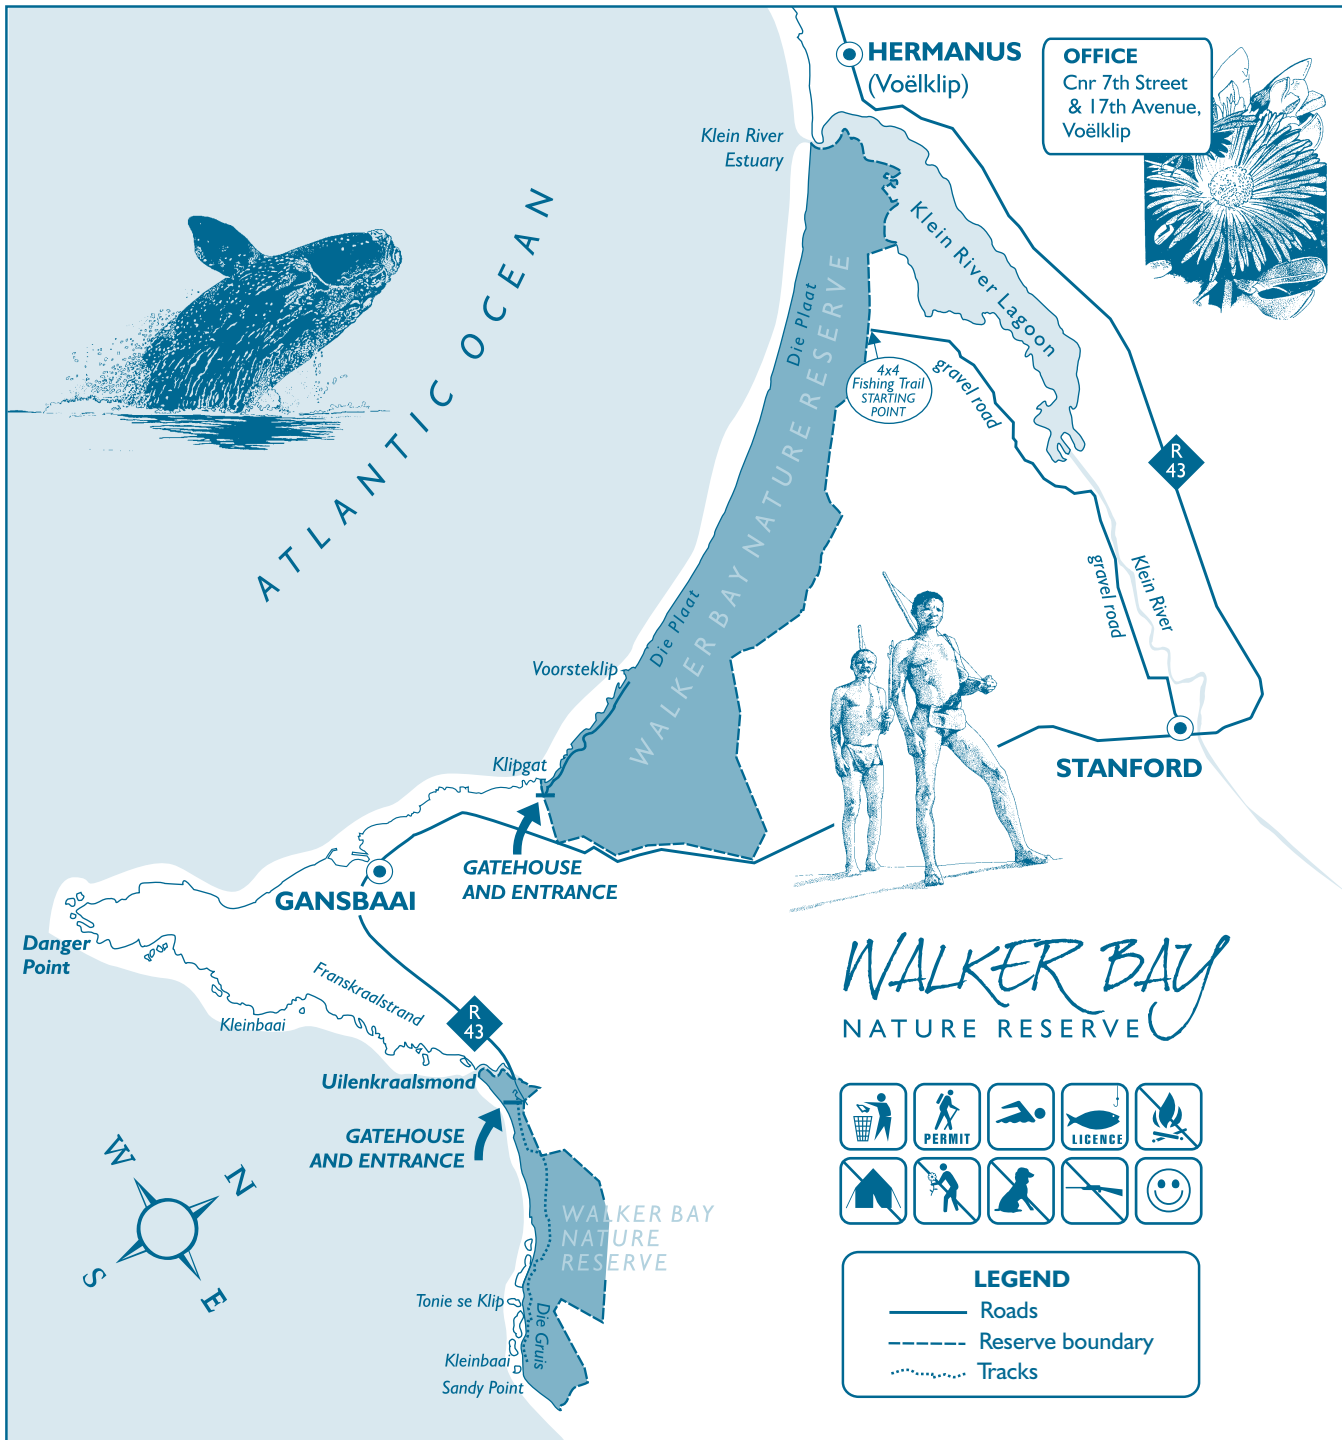 HERMANUS
(Voëlklip)
OFFICE
Cnr 7th Street
& 17th Avenue,
Voëlklip
Klein River
Estuary
ATLANTIC OCEAN
Klein River Lagoon
Die Plaat
WALKER BAY NATURE RESERVE
4x4
Fishing Trail
STARTING
POINT
gravel road
R
43
gravel road
Klein River
Die Plaat
Voorsteklip
Klipgat
STANFORD
GATEHOUSE
AND ENTRANCE
GANSBAAI
Danger
Point
Franskraalstrand
Kleinbaai
R
43
WALKER BAY
NATURE RESERVE
Uilenkraalsmond
GATEHOUSE
AND ENTRANCE
PERMIT
LICENCE
W
N
S
E
WALKER BAY
NATURE
RESERVE
Tonie se Klip
Die Gruis
Kleinbaai
Sandy Point
LEGEND
Roads
Reserve boundary
Tracks